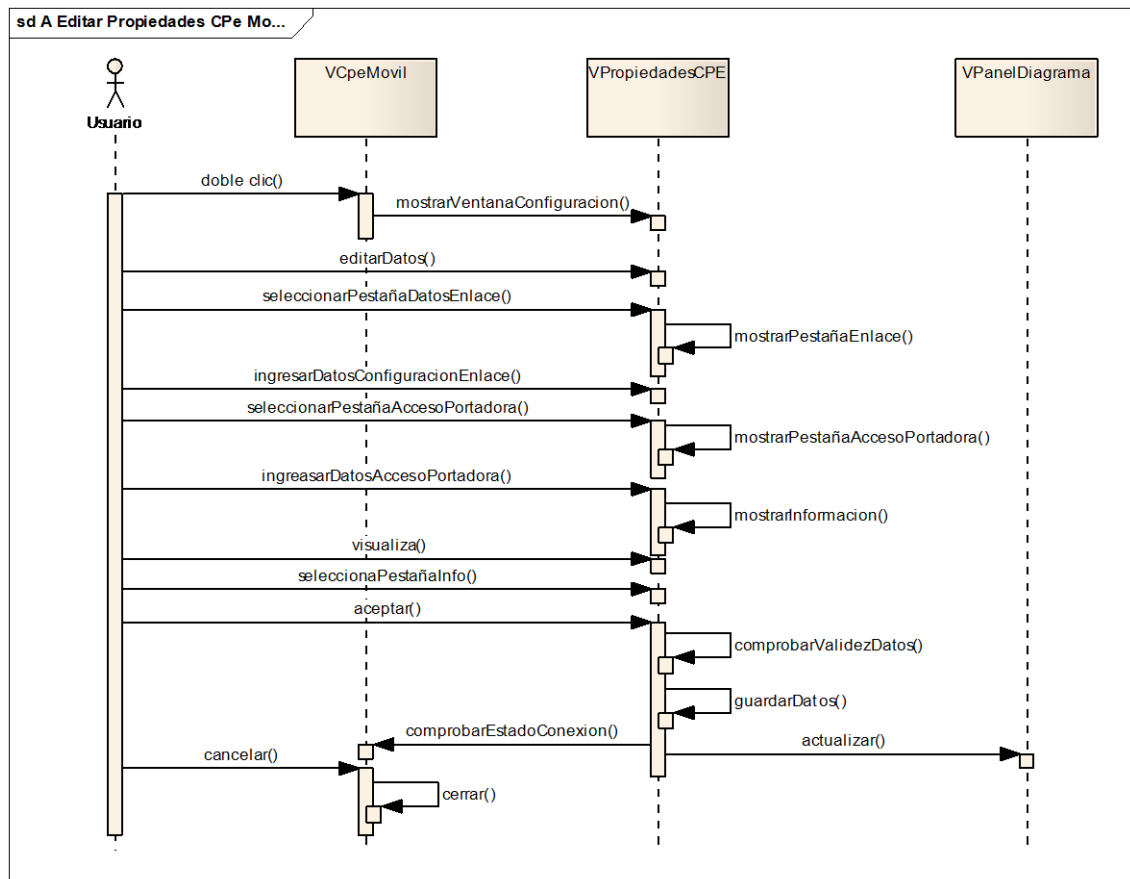 sd A Editar Propiedades CPe Mo...
VCpeMovil
VPropiedadesCPE
VPanelDiagrama
Usuario
doble clic()
mostrarVentanaConfiguracion()
editarDatos()
seleccionarPestañaDatosEnlace()
mostrarPestañaEnlace()
ingresarDatosConfiguracionEnlace()
seleccionarPestañaAccesoPortadora()
mostrarPestañaAccesoPortadora()
ingreasarDatosAccesoPortadora()
mostrarInformacion()
visualiza()
seleccionaPestañaInfo()
aceptar()
comprobarValidezDatos()
guardarDatos()
comprobarEstadoConexion()
actualizar()
cancelar()
cerrar()